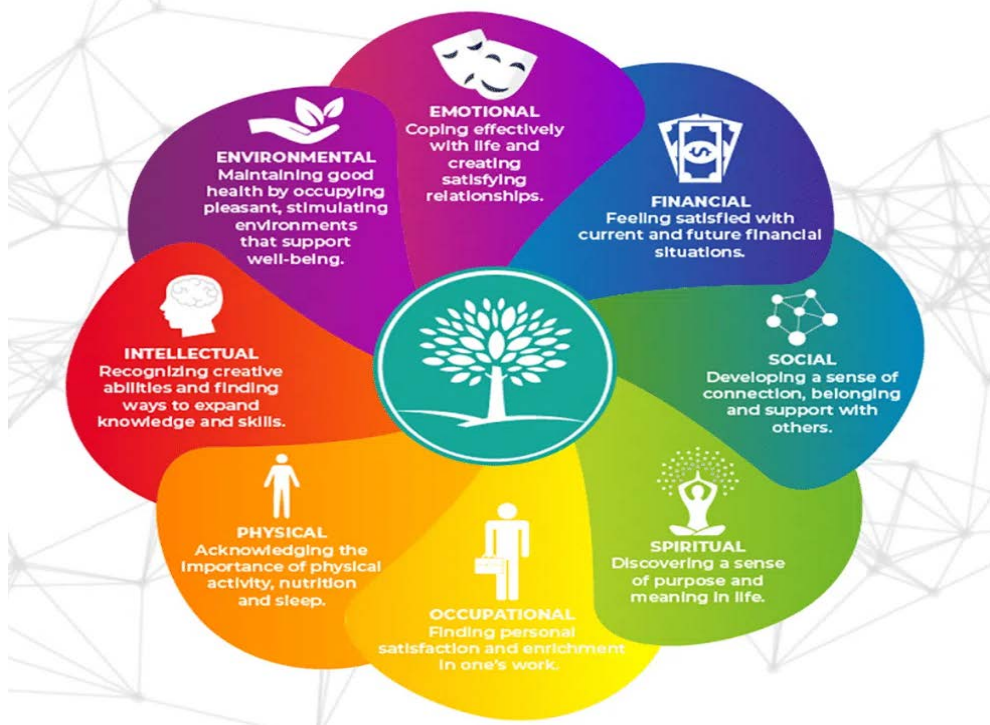 EMOTIONAL
Coping effectively
with life and
creating
satisfying
relationships.
FINANCIAL
Feeling satisfied with
current and future financial
situations.
SOCIAL
Developing a sense of
connection, belonging
and support with
others.
SPIRITUAL
Discovering a sense
of purpose and
meaning in life.
OCCUPATIONAL
Finding personal
satisfaction and enrichment
in one's work.
PHYSICAL
Acknowledging the
importance of physical
activity, nutrition
and sleep.
INTELLECTUAL
Recognizing creative
abilities and finding
ways to expand
knowledge and skills.
ENVIRONMENTAL
Maintaining good
health by occupying
pleasant, stimulating
environments
that support
well-being.